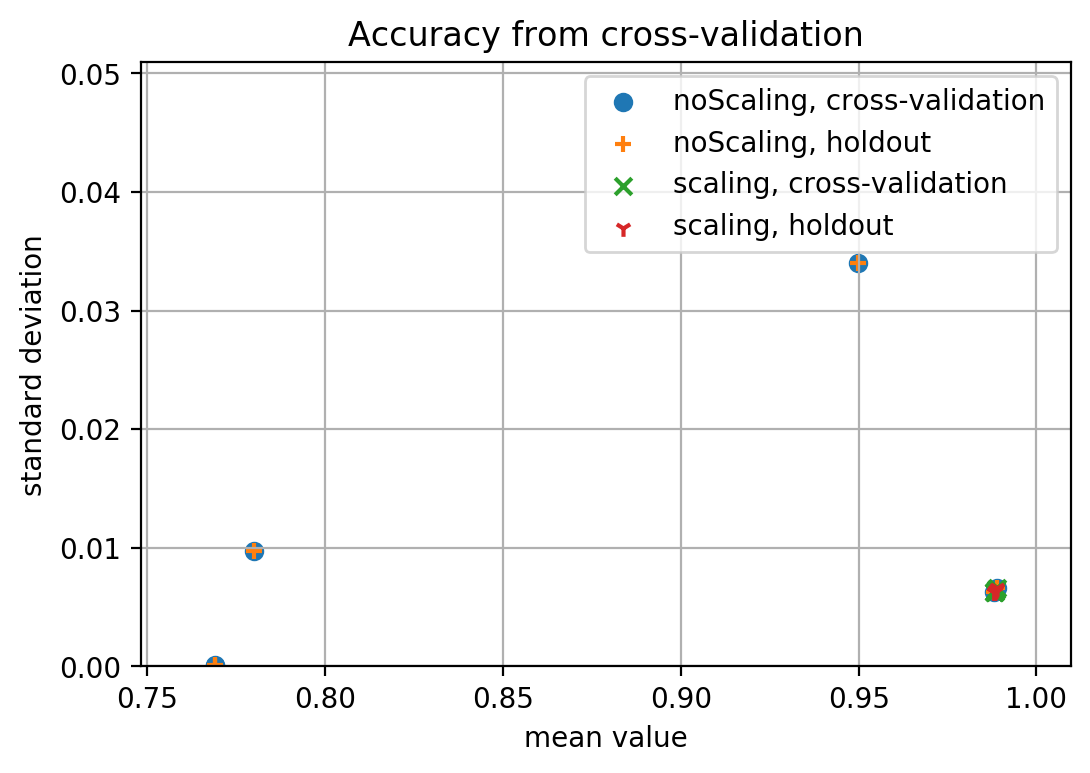 Accuracy from cross-validation
0.05
0.04
0.03
0.02
0.01
0.00
standard deviation
noScaling, cross-validation
noScaling, holdout
scaling, cross-validation
scaling, holdout
0.75 0.80 0.85 0.90 0.95 1.00
mean value